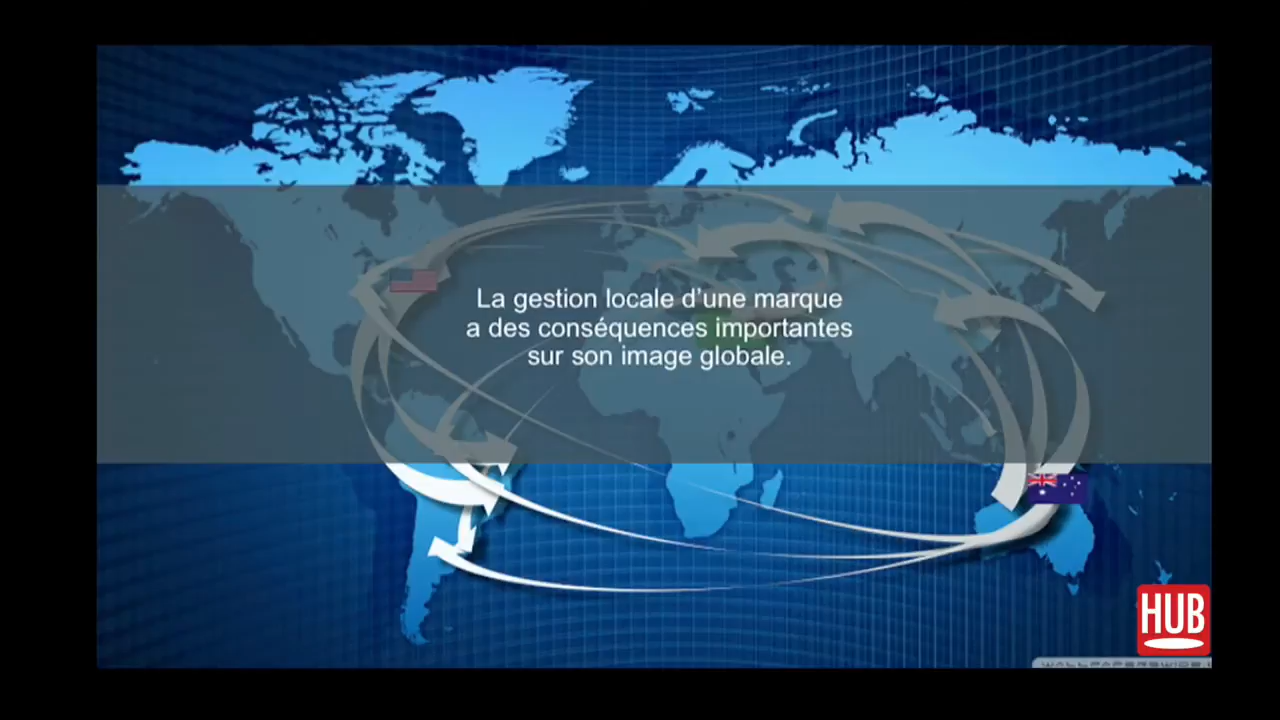 La gestion locale d'une marque
a des conséquences importantes
sur son image globale.
HUB